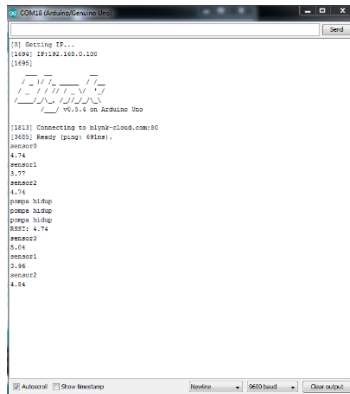 COM18 (Arduino/Genuino Uno)
Send
[0] Getting IP...
[1694] IP:192.168.0.100
[1695]
/___/ v0.5.4 on Arduino Uno
[1813] Connecting to blynk-cloud.com:80
[3685] Ready (ping: 691ms).
sensor3
4.74
sensor1
3.77
sensor2
4.74
pompa hidup
pompa hidup
pompa hidup
RSSI: 4.74
sensor3
5.04
sensor1
3.96
sensor2
4.84
Autoscroll Show timestamp Newline 9600 baud Clear output